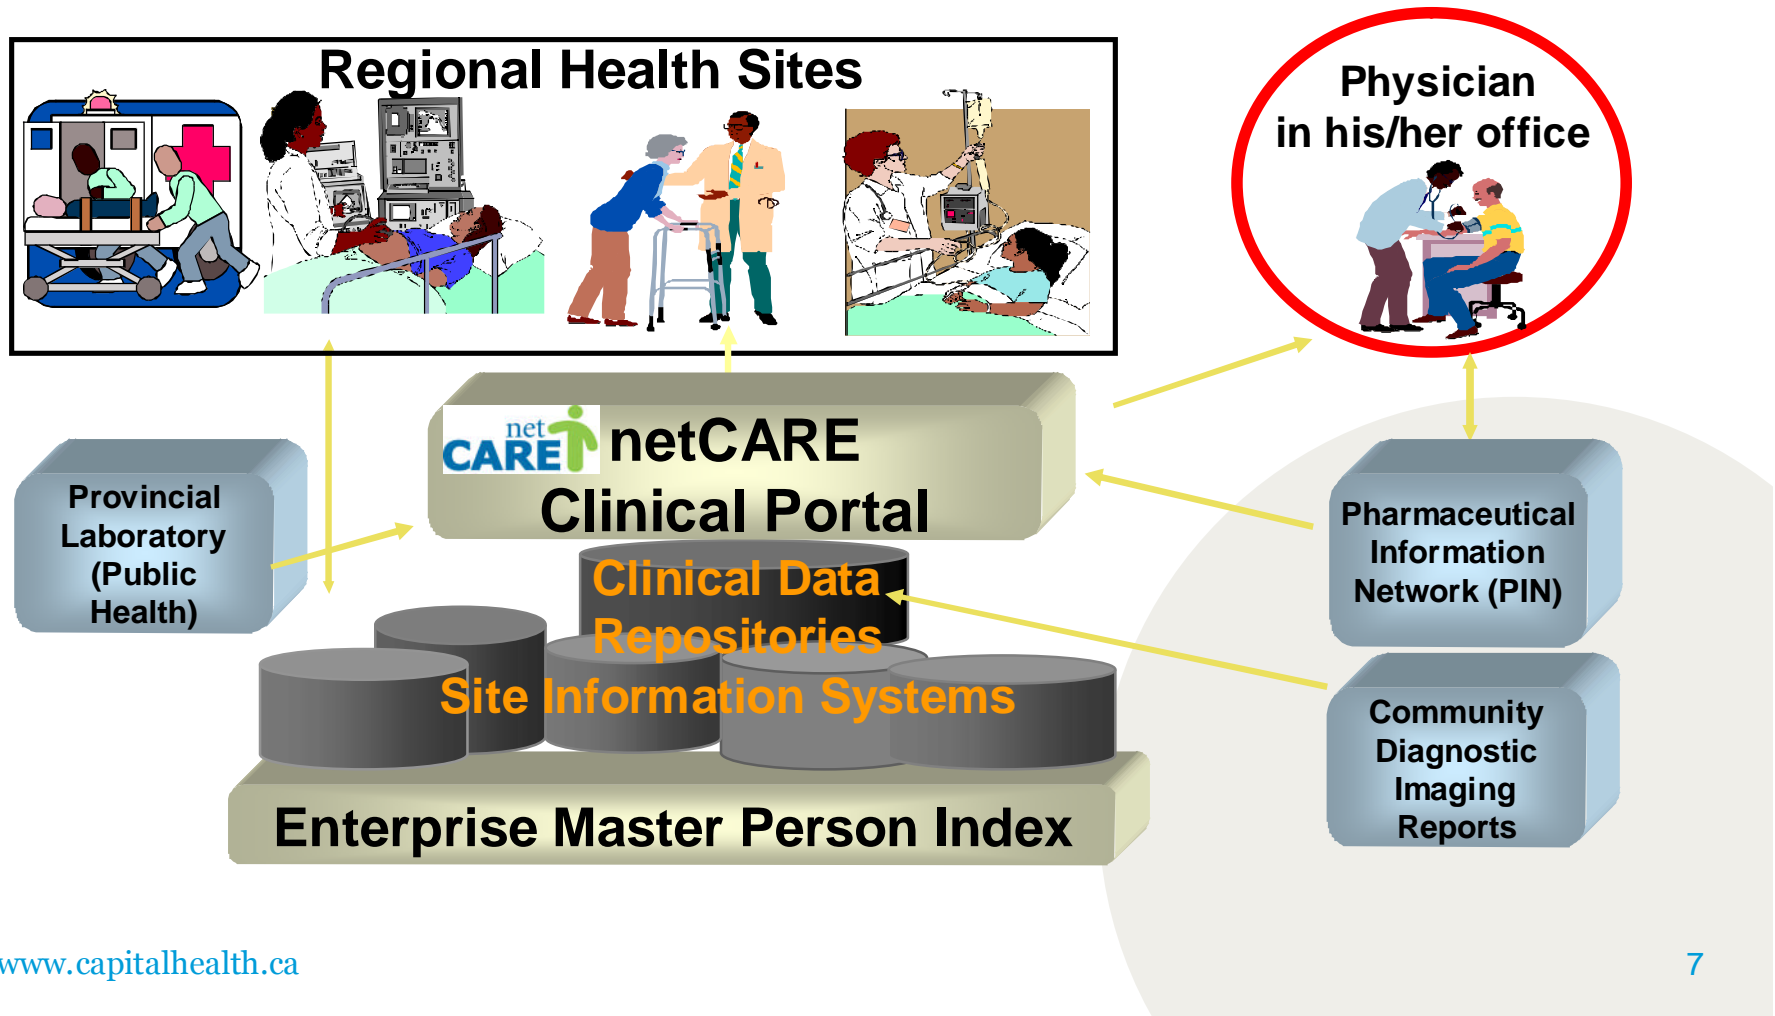 Regional Health Sites
Physician
in his/her office
net
CARE
netCARE
Clinical Portal
Provincial
Laboratory
(Public
Health)
Clinical Data
Repositories
Site Information Systems
Enterprise Master Person Index
Pharmaceutical
Information
Network (PIN)
Community
Diagnostic
Imaging
Reports
www.capitalhealth.ca
7